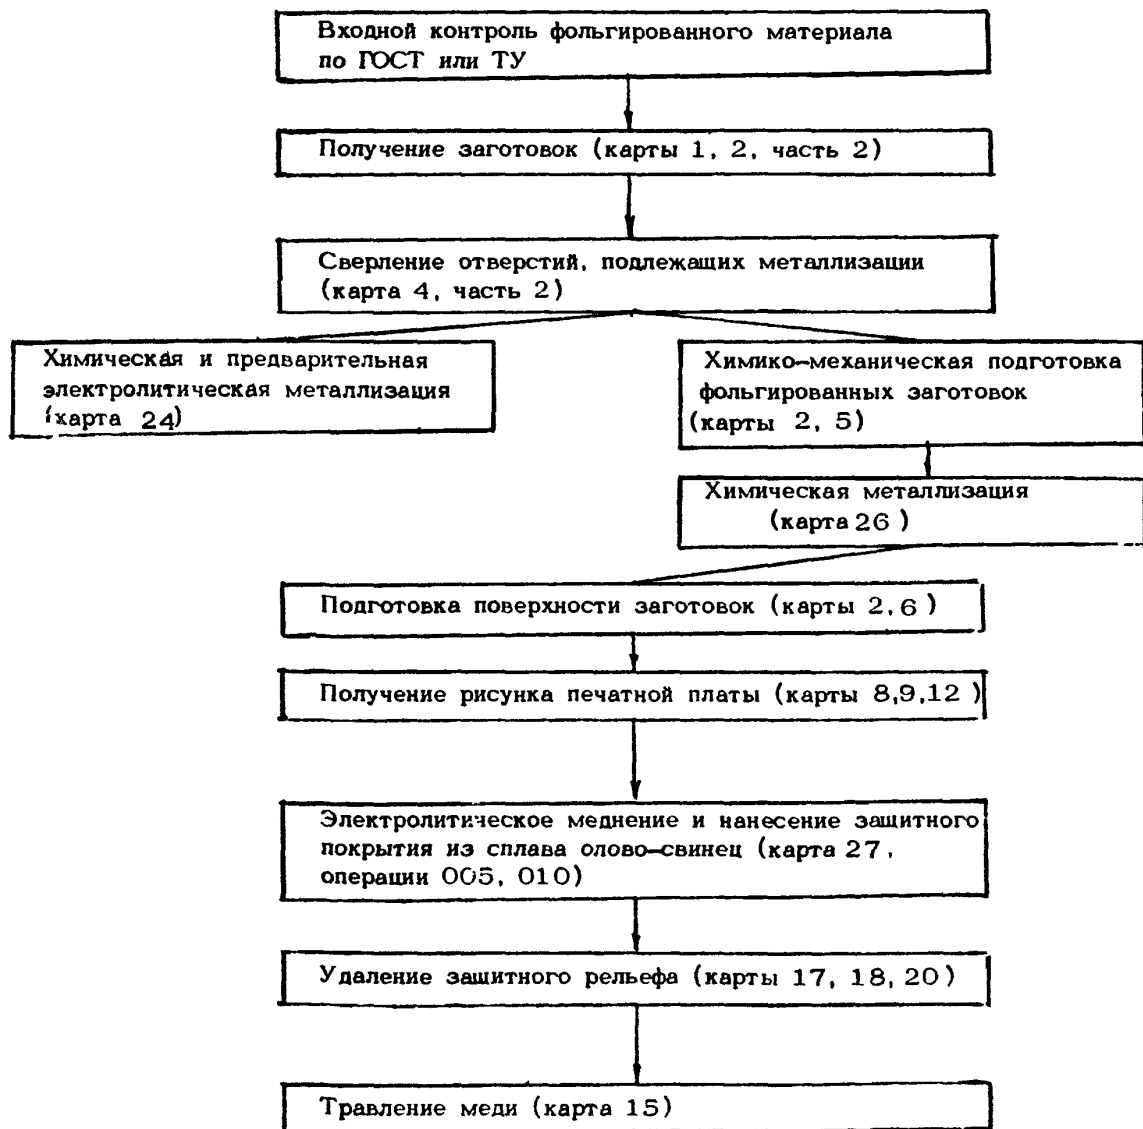 Входной контроль фольгированного материала
по ГОСТ или ТУ
Получение заготовок (карты 1, 2, часть 2)
Сверление отверстий, подлежащих металлизации
(карта 4, часть 2)
Химическая и предварительная
электролитическая металлизация
(карта 24)
Химико-механическая подготовка
фольгированных заготовок
(карты 2, 5)
Химическая металлизация
(карта 26)
Подготовка поверхности заготовок (карты 2,6)
Получение рисунка печатной платы (карты 8,9,12)
Электролитическое меднение и нанесение защитного
покрытия из сплава олово-свинец (карта 27,
операции 005, 010)
Удаление защитного рельефа (карты 17, 18, 20)
Травление меди (карта 15)